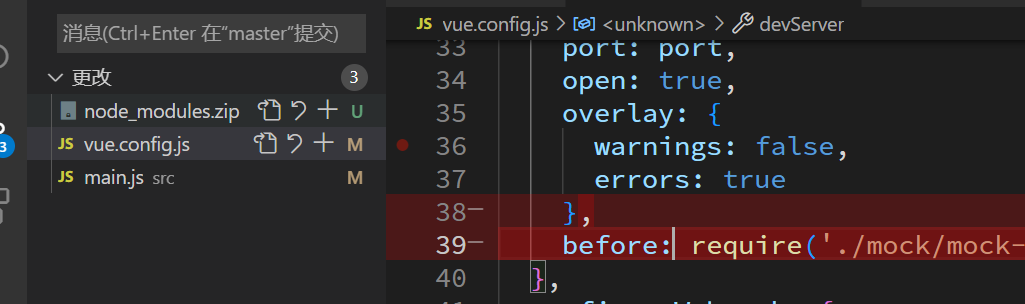 消息(Ctrl+Enter 在“master”提交)
更改 3
node_modules.zip U
JS vue.config.js M
JS main.js src M
3
JS vue.config.js > <unknown> > devServer
33 port: port,
34 open: true,
35 overlay: {
36 warnings: false,
37 errors: true
38 },
39 before: require('./mock/mock-
40 },